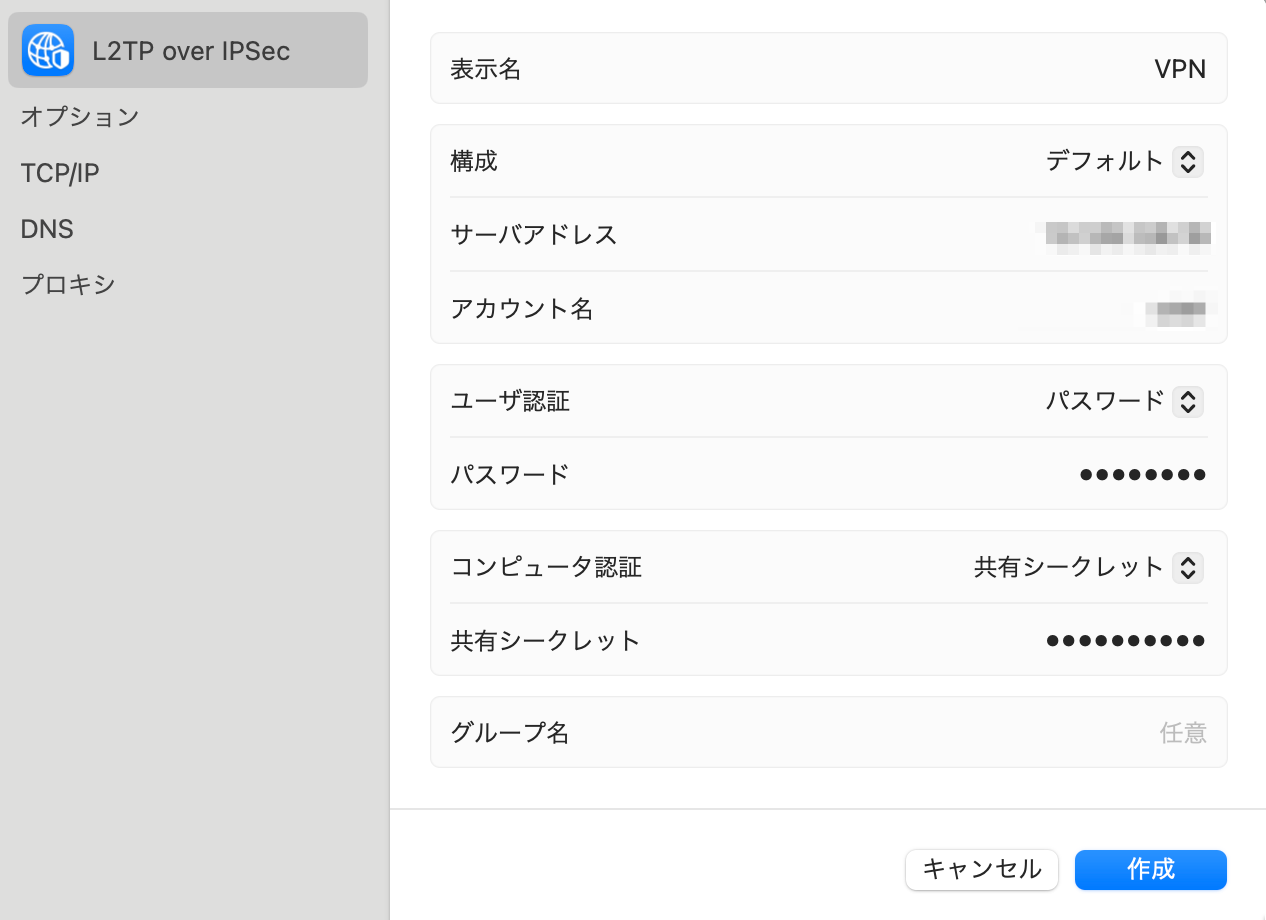 L2TP over IPSec
オプション
TCP/IP
DNS
プロキシ
表示名 VPN
構成 デフォルト
サーバアドレス
アカウント名
ユーザ認証 パスワード
パスワード ••••••••
コンピュータ認証 共有シークレット
共有シークレット ••••••••••
グループ名 任意
キャンセル 作成